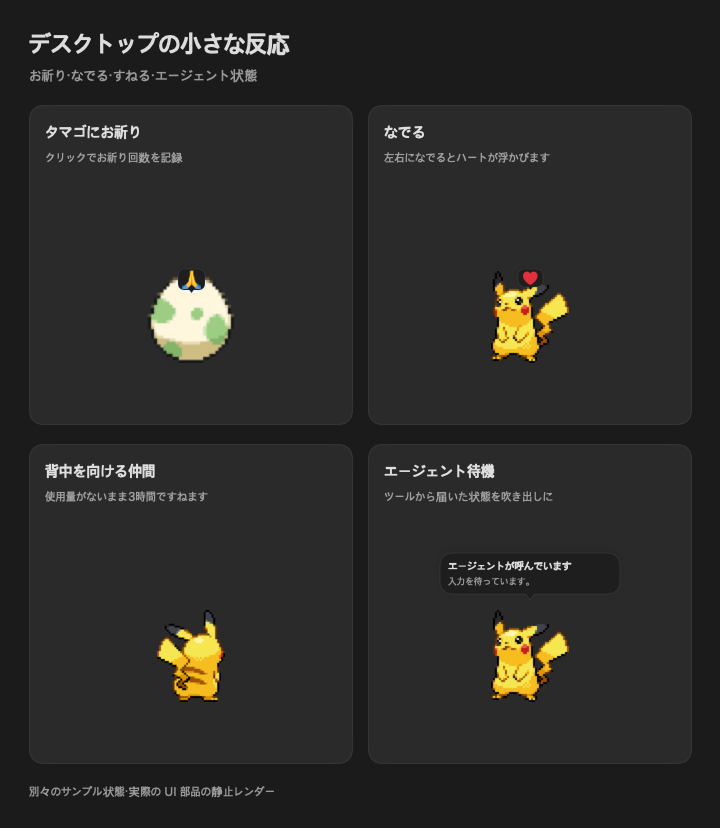 デスクトップの小さな反応
お祈り·なでる·すねる·エージェント状態
タマゴにお祈り
クリックでお祈り回数を記録
なでる
左右になでるとハートが浮かびます
背中を向ける仲間
使用量がないまま3時間ですねます
エージェント待機
ツールから届いた状態を吹き出しに
エージェントが呼んでいます
入力を待っています。
別々のサンプル状態·実際の UI 部品の静止レンダー